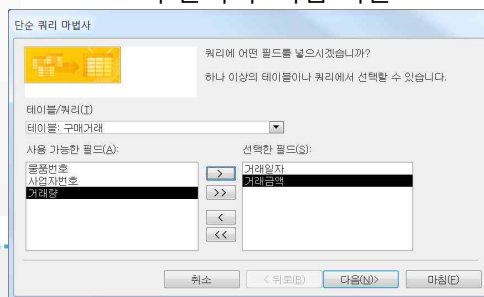 단순 쿼리 마법사
쿼리에 어떤 필드를 넣으시겠습니까?
하나 이상의 테이블이나 쿼리에서 선택할 수 있습니다.
테이블/쿼리(T)
테이블: 구매거래
사용 가능한 필드(A):
선택한 필드(S):
물품번호
사업자번호
거래량
>
>>
<
<<
거래일자
거래금액
취소
< 뒤로(B)
다음(N)>
마침(F)